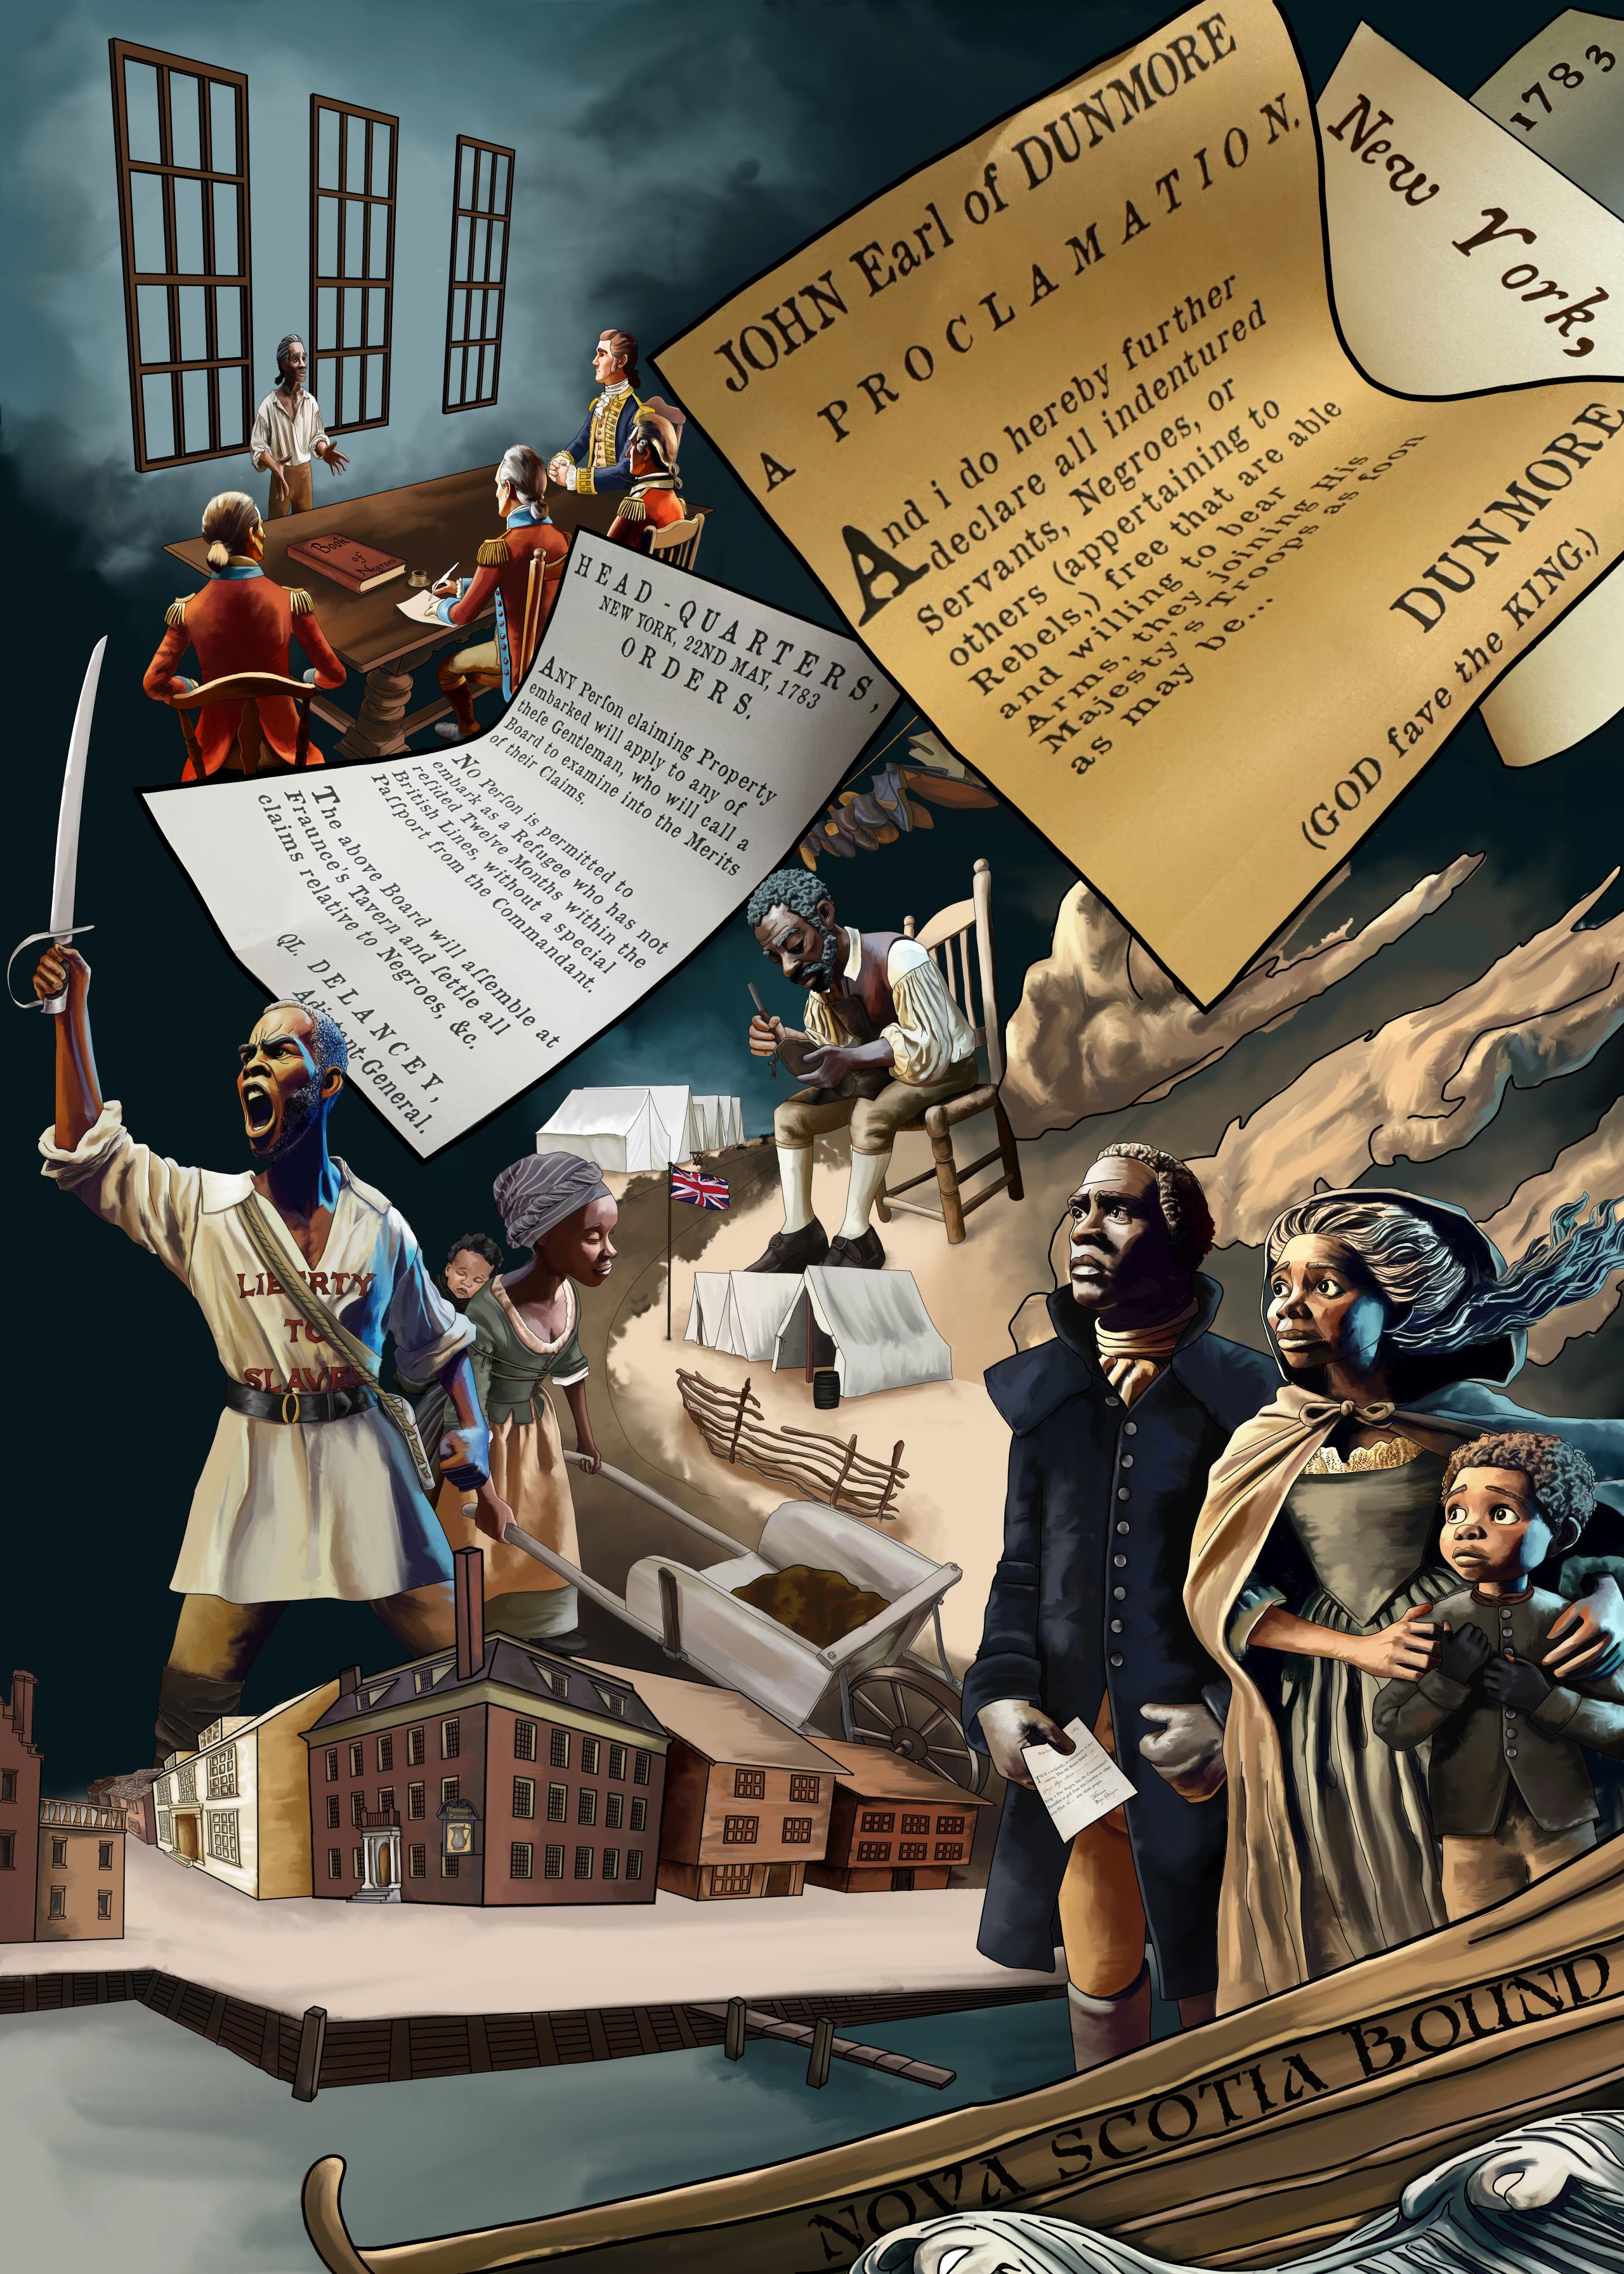 JOHN Earl of DUNMORE
A PROCLAMATION.
And i do hereby further
declare all indentured
Servants, Negroes, or
others (appertaining to
Rebels,) free that are able
and willing to bear
Arms, they joining His
Majesty's Troops as foon
as may be...
DUNMORE
(GOD fave the KING.)
New York,
1783
Book
of
Negroes
HEAD-QUARTERS,
NEW YORK, 22ND MAY, 1783
ORDERS.
ANY Perfon claiming Property
embarked will apply to any of
thefe Gentleman, who will call a
Board to examine into the Merits
of their Claims.
No Perfon is permitted to
embark as a Refugee who has not
refided Twelve Months within the
British Lines, without a special
Paffport from the Commandant.
The above Board will affemble at
Fraunce's Tavern and fettle all
claims relative to Negroes, &c.
QL. DELANCEY,
nt-General.
LIBERTY
TO
SLAVES
NOVA SCOTIA BOUND